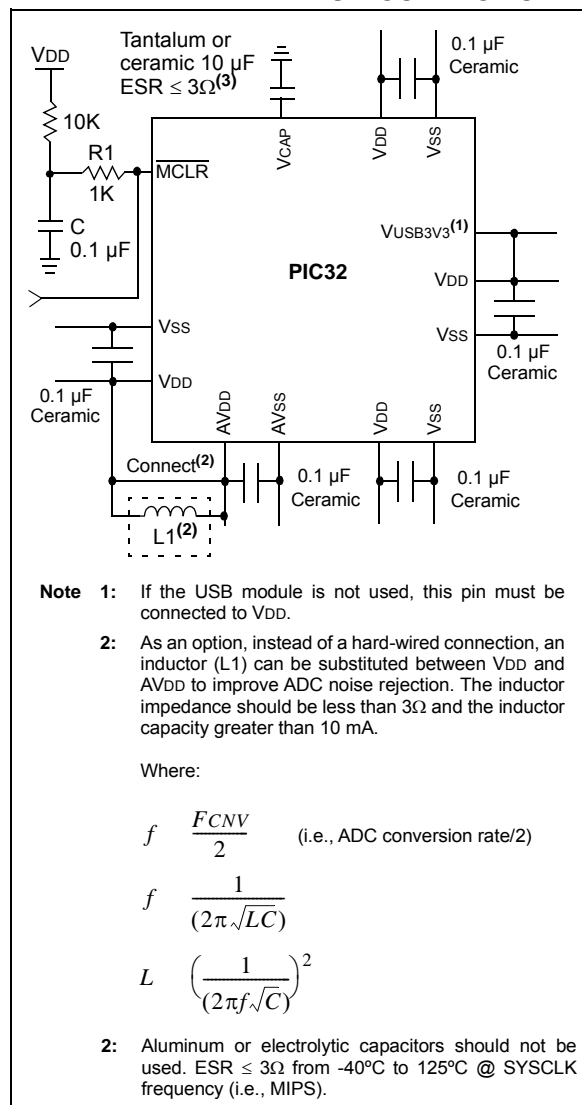 VDD
Tantalum or
ceramic 10 µF
ESR ≤ 3Ω(3)
0.1 µF
Ceramic
10K
R1
1K
MCLR
VCAP
VDD
VSS
C
0.1 µF
VUSB3V3(1)
PIC32
VDD
VSS
VSS
0.1 µF
Ceramic
VDD
0.1 µF
Ceramic
AVDD
AVSS
VDD
VSS
Connect(2)
0.1 µF
Ceramic
0.1 µF
Ceramic
L1(2)
Note 1: If the USB module is not used, this pin must be
connected to VDD.
2: As an option, instead of a hard-wired connection, an
inductor (L1) can be substituted between VDD and
AVDD to improve ADC noise rejection. The inductor
impedance should be less than 3Ω and the inductor
capacity greater than 10 mA.
Where:
f FCNV/2 (i.e., ADC conversion rate/2)
f 1/(2π√LC)
L (1/(2πf√C))²
2: Aluminum or electrolytic capacitors should not be
used. ESR ≤ 3Ω from -40ºC to 125ºC @ SYSCLK
frequency (i.e., MIPS).